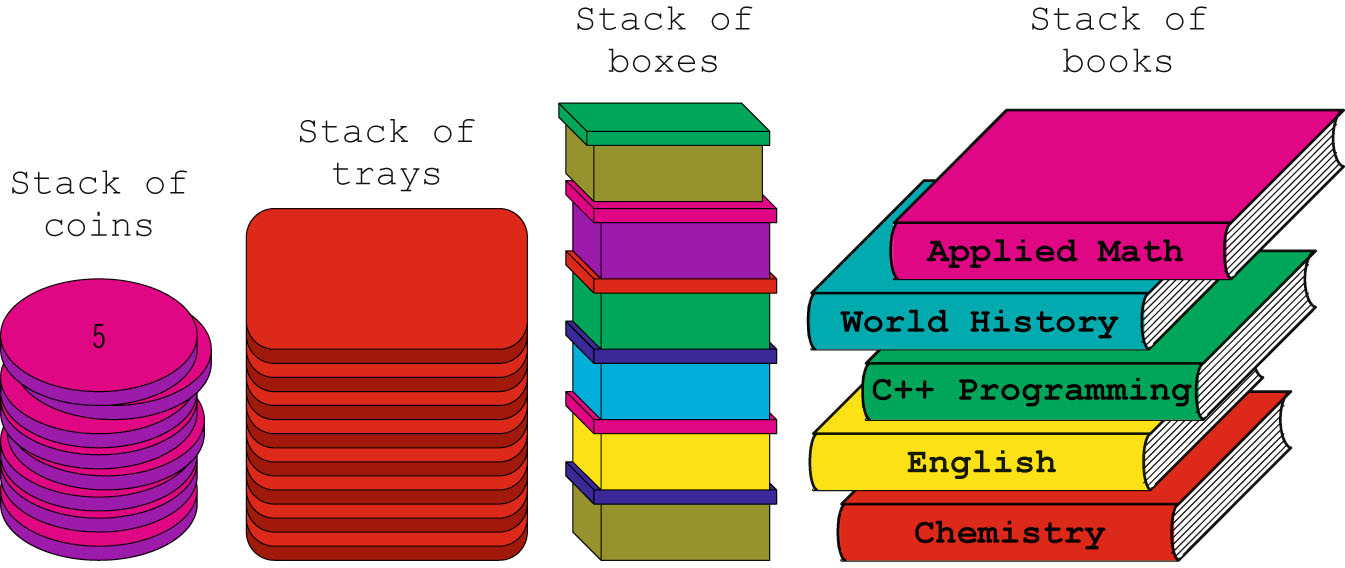 Stack of
coins
Stack of
trays
Stack of
boxes
Stack of
books
5
Applied Math
World History
C++ Programming
English
Chemistry